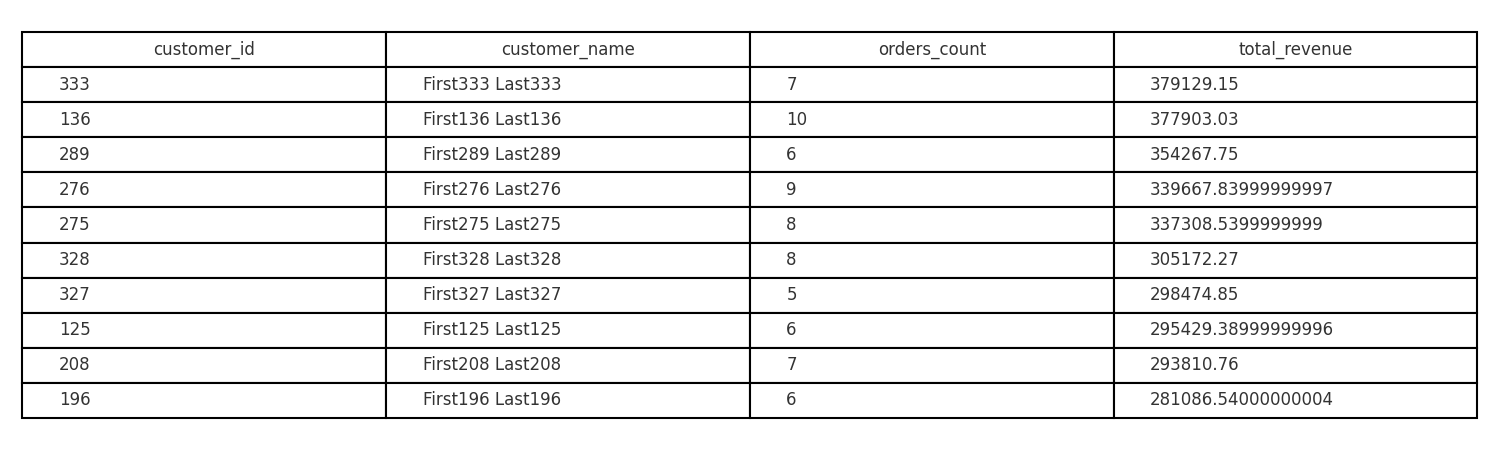 customer_id customer_name orders_count total_revenue
333 First333 Last333 7 379129.15
136 First136 Last136 10 377903.03
289 First289 Last289 6 354267.75
276 First276 Last276 9 339667.83999999997
275 First275 Last275 8 337308.5399999999
328 First328 Last328 8 305172.27
327 First327 Last327 5 298474.85
125 First125 Last125 6 295429.38999999996
208 First208 Last208 7 293810.76
196 First196 Last196 6 281086.54000000004